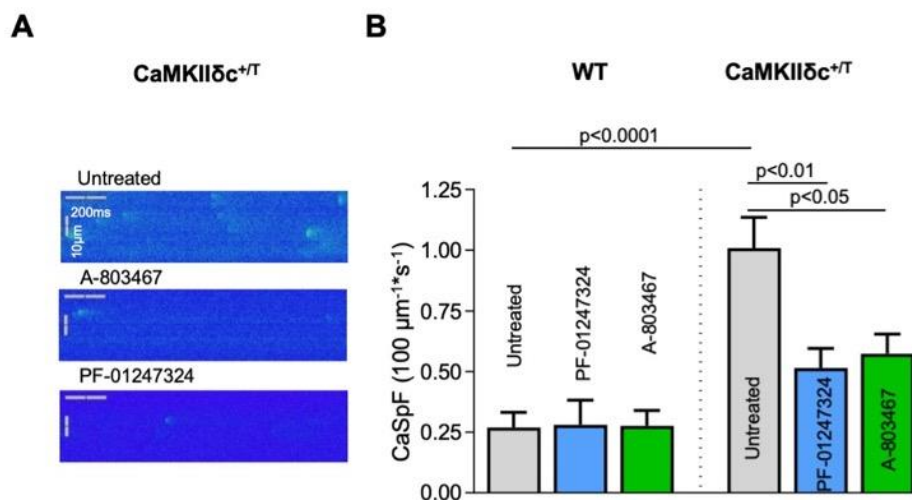 A
CaMKIIδc+/T
Untreated
200ms
10µm
A-803467
PF-01247324
B
WT
CaMKIIδc+/T
p<0.0001
p<0.01
p<0.05
CaSpF (100 µm-1*s-1)
1.25
1.00
0.75
0.50
0.25
0.00
Untreated
PF-01247324
A-803467
Untreated
PF-01247324
A-803467